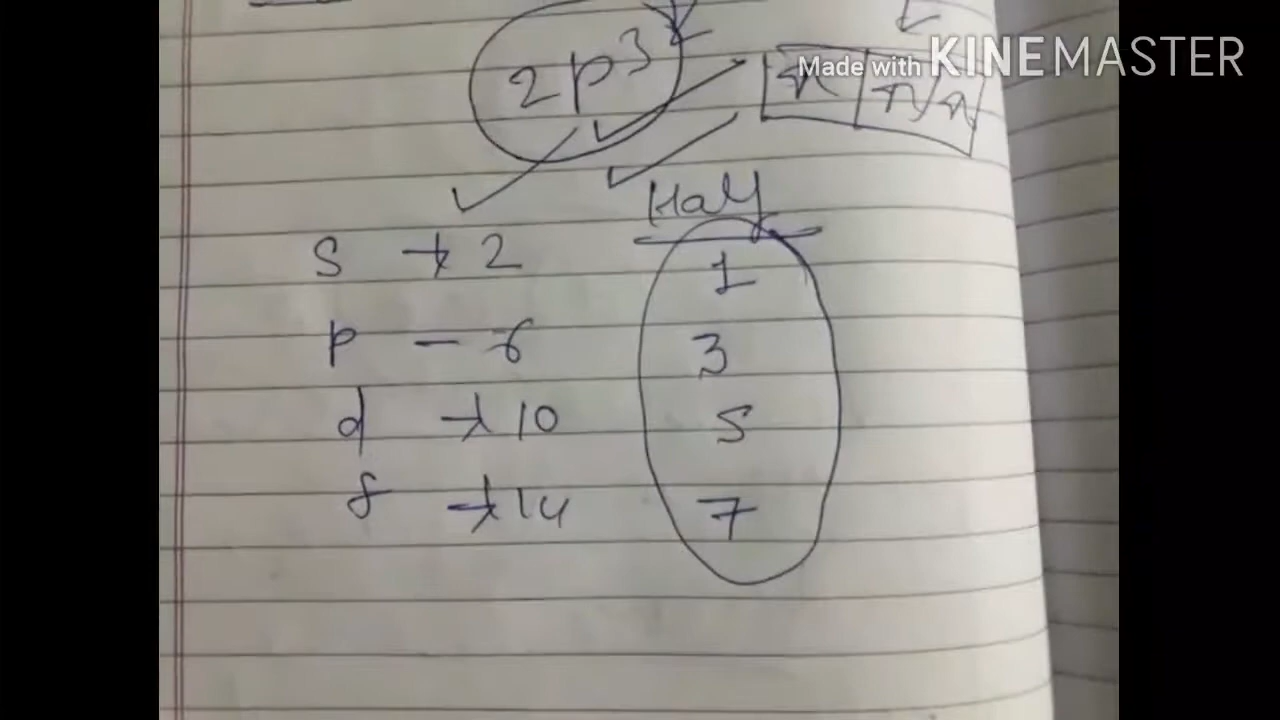 2p³
Made with KINEMASTER
Half
s → 2 1
p – 6 3
d → 10 5
f → 14 7